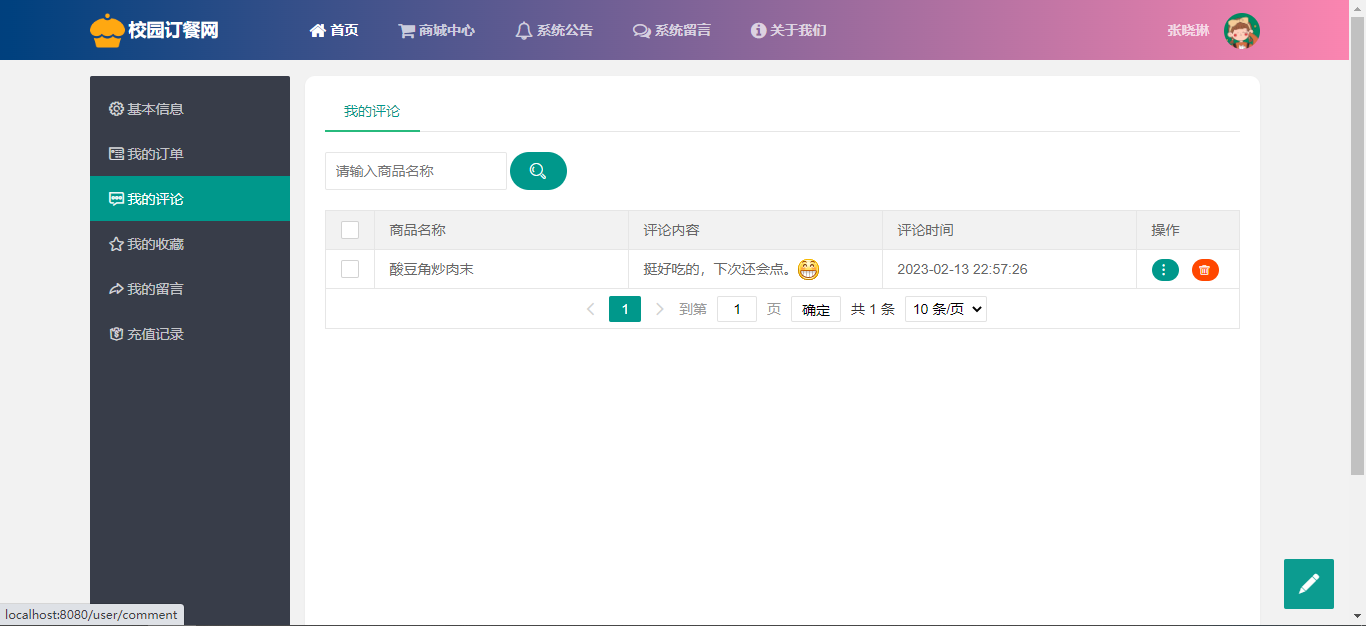 校园订餐网 首页 商城中心 系统公告 系统留言 关于我们 张晓琳
基本信息
我的订单
我的评论
我的收藏
我的留言
充值记录
我的评论
请输入商品名称
商品名称 评论内容 评论时间 操作
酸豆角炒肉末 挺好吃的，下次还会点。 2023-02-13 22:57:26
1 到第 1 页 确定 共 1 条 10 条/页
localhost:8080/user/comment